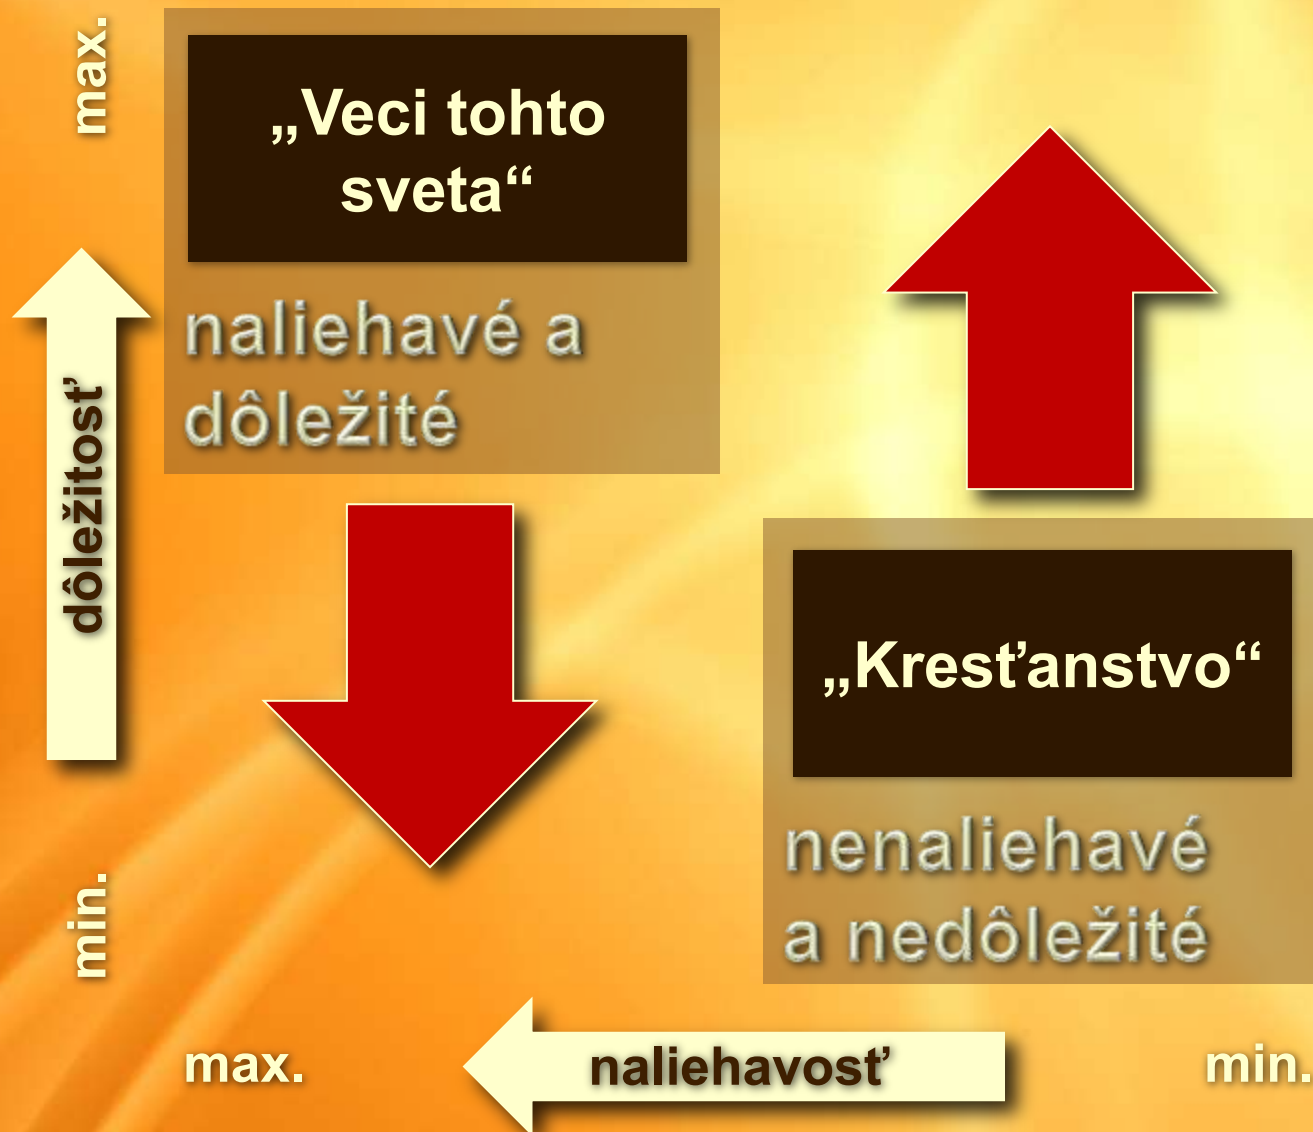 max.
„Veci tohto
sveta“
naliehavé a
dôležité
dôležitosť
„Kresťanstvo“
nenaliehavé
a nedôležité
min.
max.
naliehavosť
min.